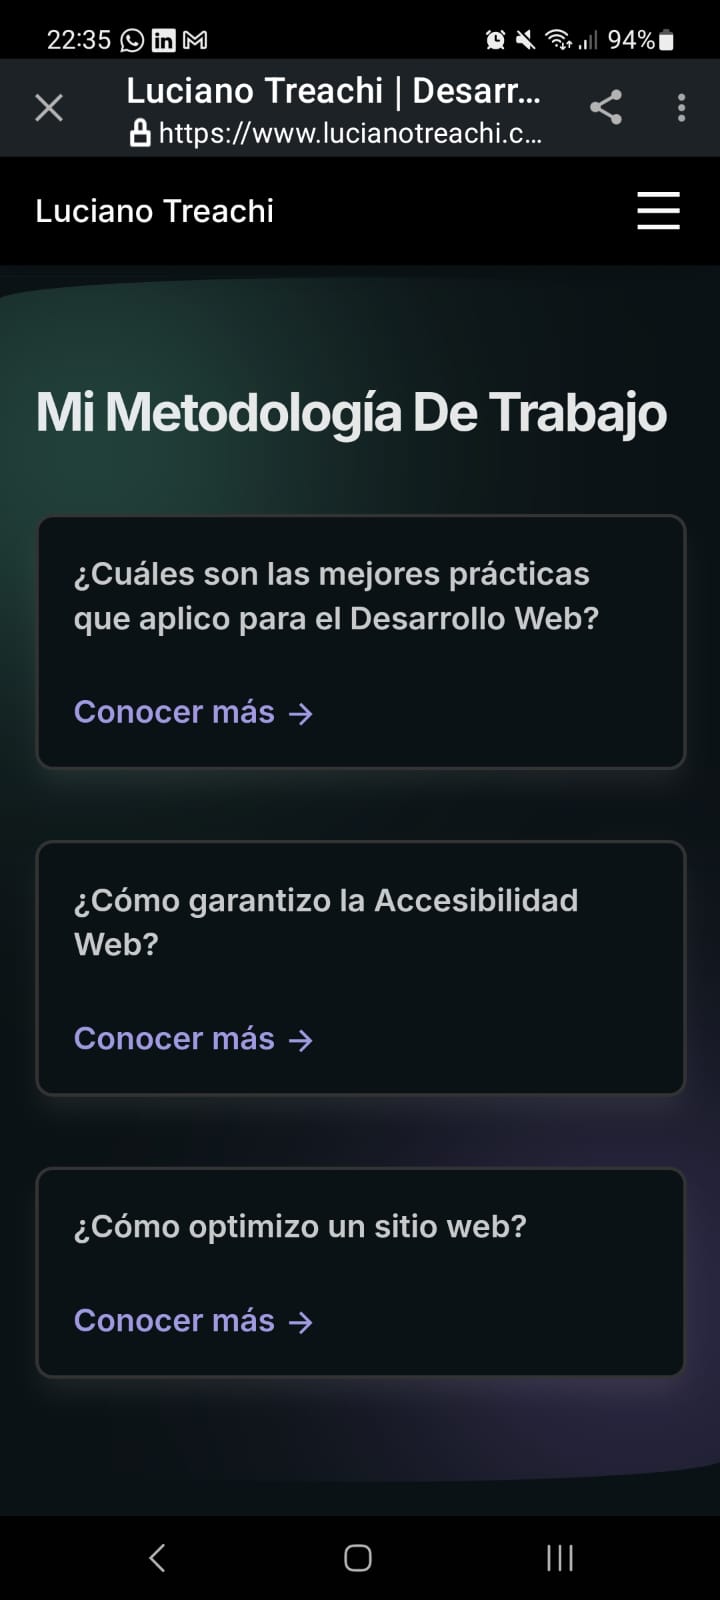 22:35
94%
Luciano Treachi | Desarr...
https://www.lucianotreachi.c...
Luciano Treachi
Mi Metodología De Trabajo
¿Cuáles son las mejores prácticas
que aplico para el Desarrollo Web?
Conocer más →
¿Cómo garantizo la Accesibilidad
Web?
Conocer más →
¿Cómo optimizo un sitio web?
Conocer más →